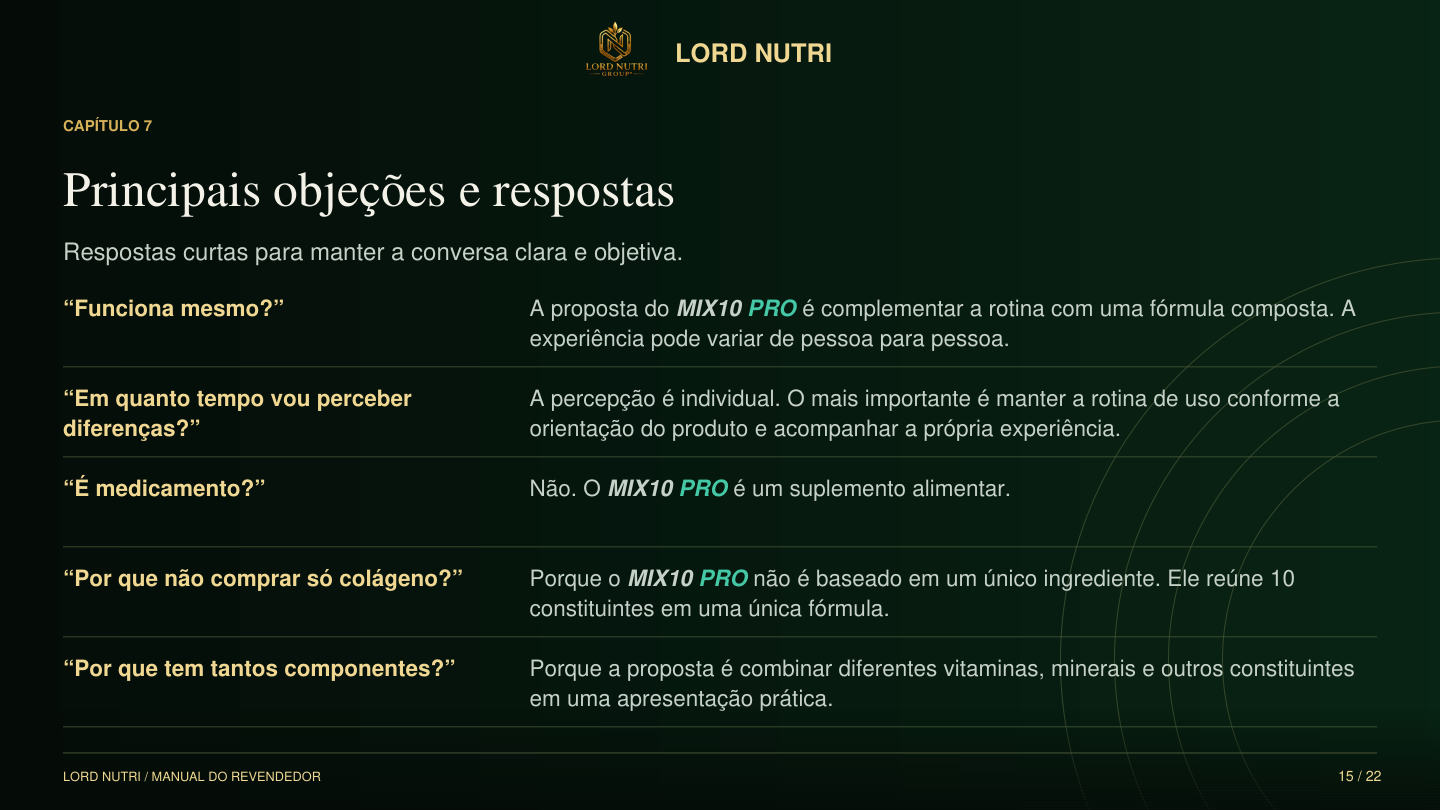 LORD NUTRI
GROUP
LORD NUTRI
CAPÍTULO 7
Principais objeções e respostas
Respostas curtas para manter a conversa clara e objetiva.
“Funciona mesmo?”
A proposta do MIX10 PRO é complementar a rotina com uma fórmula composta. A
experiência pode variar de pessoa para pessoa.
“Em quanto tempo vou perceber
diferenças?”
A percepção é individual. O mais importante é manter a rotina de uso conforme a
orientação do produto e acompanhar a própria experiência.
“É medicamento?”
Não. O MIX10 PRO é um suplemento alimentar.
“Por que não comprar só colágeno?”
Porque o MIX10 PRO não é baseado em um único ingrediente. Ele reúne 10
constituintes em uma única fórmula.
“Por que tem tantos componentes?”
Porque a proposta é combinar diferentes vitaminas, minerais e outros constituintes
em uma apresentação prática.
LORD NUTRI / MANUAL DO REVENDEDOR
15 / 22